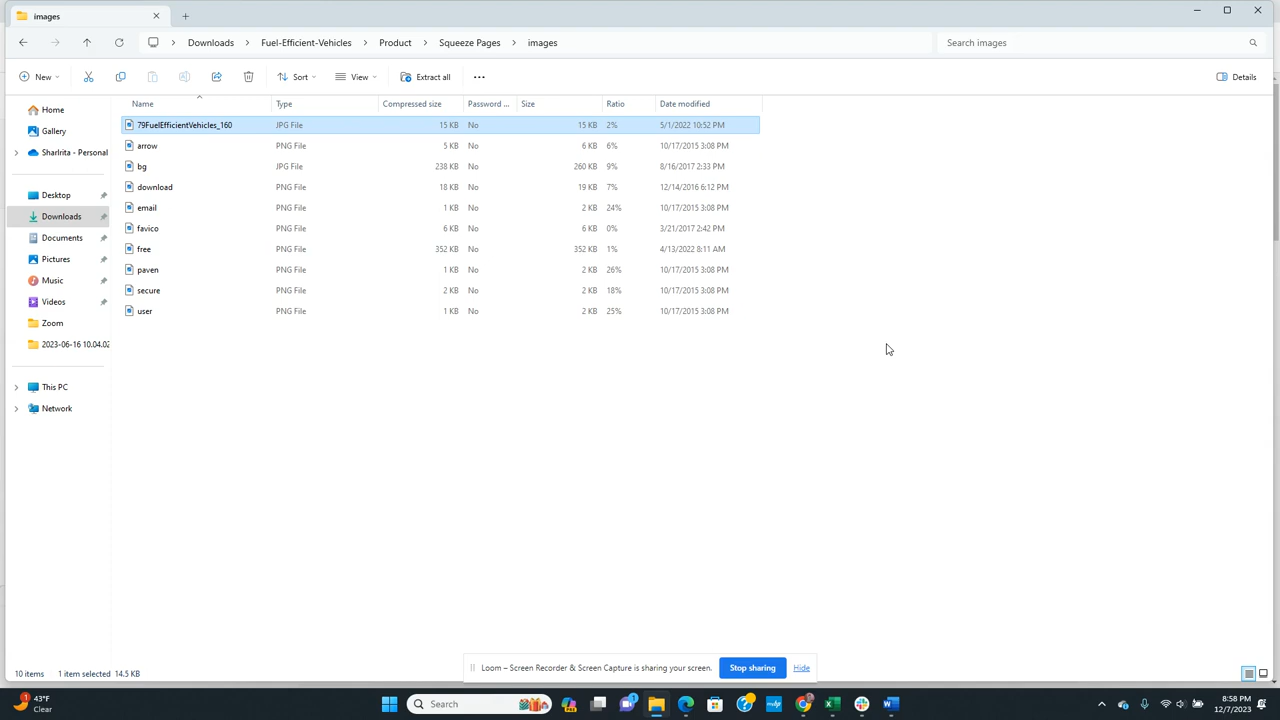 images
Downloads > Fuel-Efficient-Vehicles > Product > Squeeze Pages > images
Search images
New
Sort
View
Extract all
Details
Home
Gallery
Sharlrita - Personal
Desktop
Downloads
Documents
Pictures
Music
Videos
Zoom
2023-06-16 10.04.02
This PC
Network
Name Type Compressed size Password ... Size Ratio Date modified
79FuelEfficientVehicles_160 JPG File 15 KB No 15 KB 2% 5/1/2022 10:52 PM
arrow PNG File 5 KB No 6 KB 6% 10/17/2015 3:08 PM
bg JPG File 238 KB No 260 KB 9% 8/16/2017 2:33 PM
download PNG File 18 KB No 19 KB 7% 12/14/2016 6:12 PM
email PNG File 1 KB No 2 KB 24% 10/17/2015 3:08 PM
favico PNG File 6 KB No 6 KB 0% 3/21/2017 2:42 PM
free PNG File 352 KB No 352 KB 1% 4/13/2022 8:11 AM
paven PNG File 1 KB No 2 KB 26% 10/17/2015 3:08 PM
secure PNG File 2 KB No 2 KB 18% 10/17/2015 3:08 PM
user PNG File 1 KB No 2 KB 25% 10/17/2015 3:08 PM
Loom – Screen Recorder & Screen Capture is sharing your screen. Stop sharing Hide
10 items 1 item selected 14.5 KB
43°F
Clear
Search
8:58 PM
12/7/2023